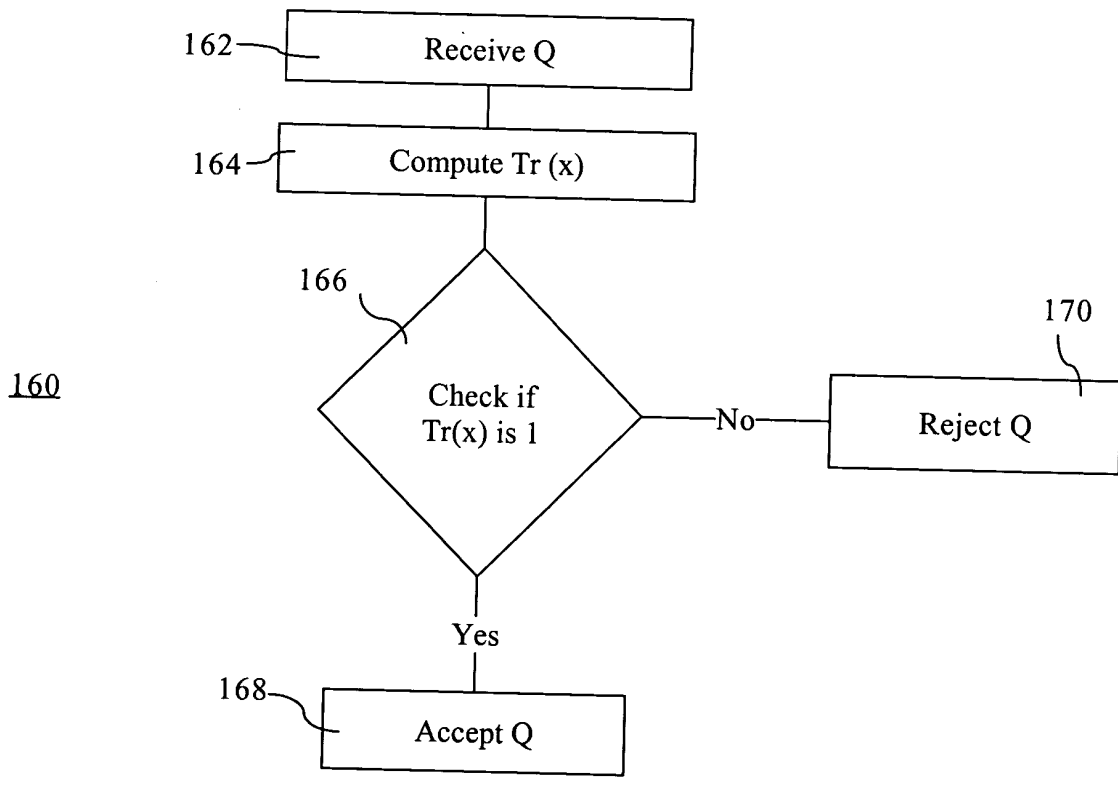 162
Receive Q
164
Compute Tr (x)
166
170
160
Check if
Tr(x) is 1
No
Reject Q
Yes
168
Accept Q